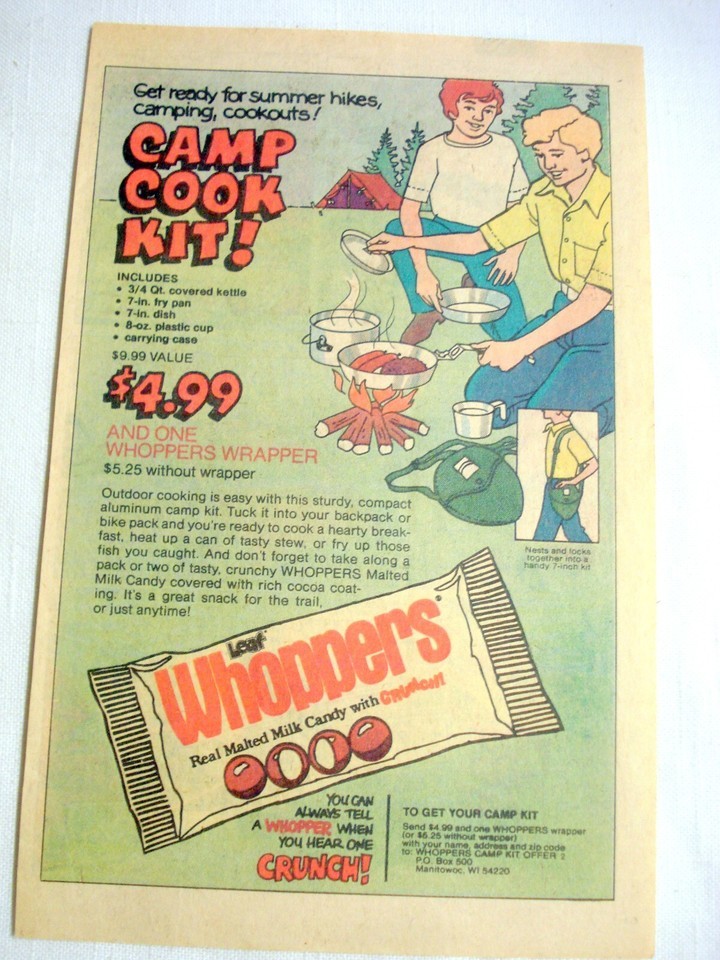 Get ready for summer hikes,
camping, cookouts!
CAMP
COOK
KIT!
INCLUDES
• 3/4 Qt. covered kettle
• 7-in. fry pan
• 7-in. dish
• 8-oz. plastic cup
• carrying case
$9.99 VALUE
$4.99
AND ONE
WHOPPERS WRAPPER
$5.25 without wrapper
Outdoor cooking is easy with this sturdy, compact
aluminum camp kit. Tuck it into your backpack or
bike pack and you're ready to cook a hearty break-
fast, heat up a can of tasty stew, or fry up those
fish you caught. And don't forget to take along a
pack or two of tasty, crunchy WHOPPERS Malted
Milk Candy covered with rich cocoa coat-
ing. It's a great snack for the trail,
or just anytime!
Nests and locks
together into a
handy 7-inch kit
Leaf
Whoppers®
Real Malted Milk Candy with CRUNCH!
YOU CAN
ALWAYS TELL
A WHOPPER WHEN
YOU HEAR ONE
CRUNCH!
TO GET YOUR CAMP KIT
Send $4.99 and one WHOPPERS wrapper
(or $5.25 without wrapper)
with your name, address and zip code
to: WHOPPERS CAMP KIT OFFER 2
P.O. Box 500
Manitowoc, WI 54220